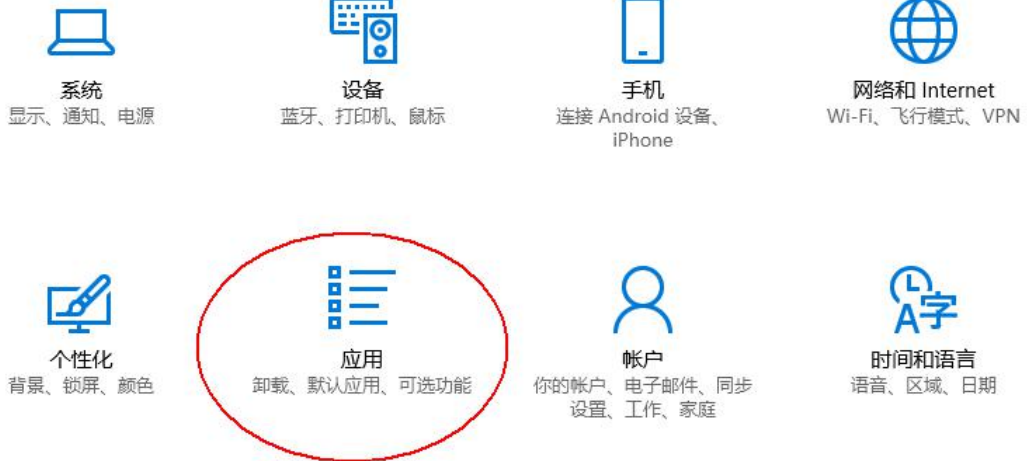 系统
显示、通知、电源
设备
蓝牙、打印机、鼠标
手机
连接 Android 设备、
iPhone
网络和 Internet
Wi-Fi、飞行模式、VPN
个性化
背景、锁屏、颜色
应用
卸载、默认应用、可选功能
帐户
你的帐户、电子邮件、同步
设置、工作、家庭
A字
时间和语言
语音、区域、日期